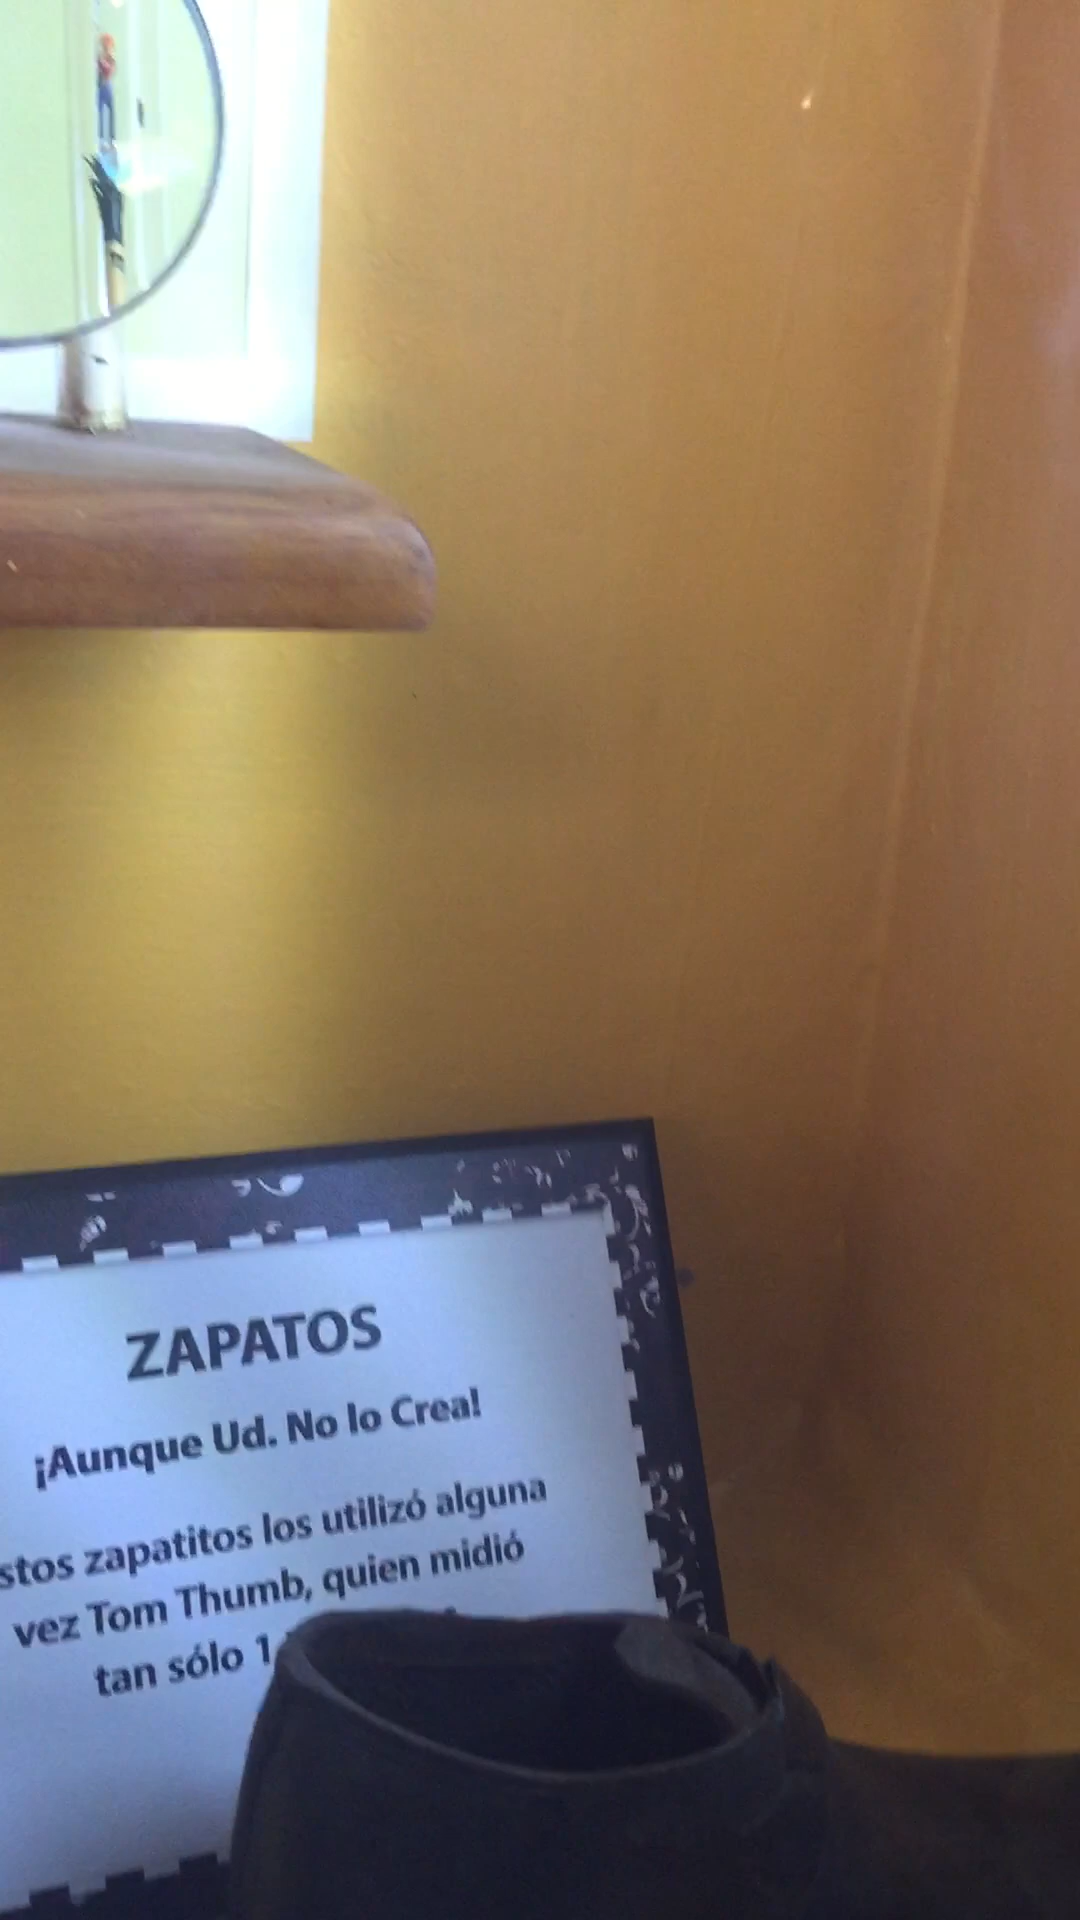 ZAPATOS
¡Aunque Ud. No lo Crea!
stos zapatitos los utilizó alguna
vez Tom Thumb, quien midió
tan sólo 1